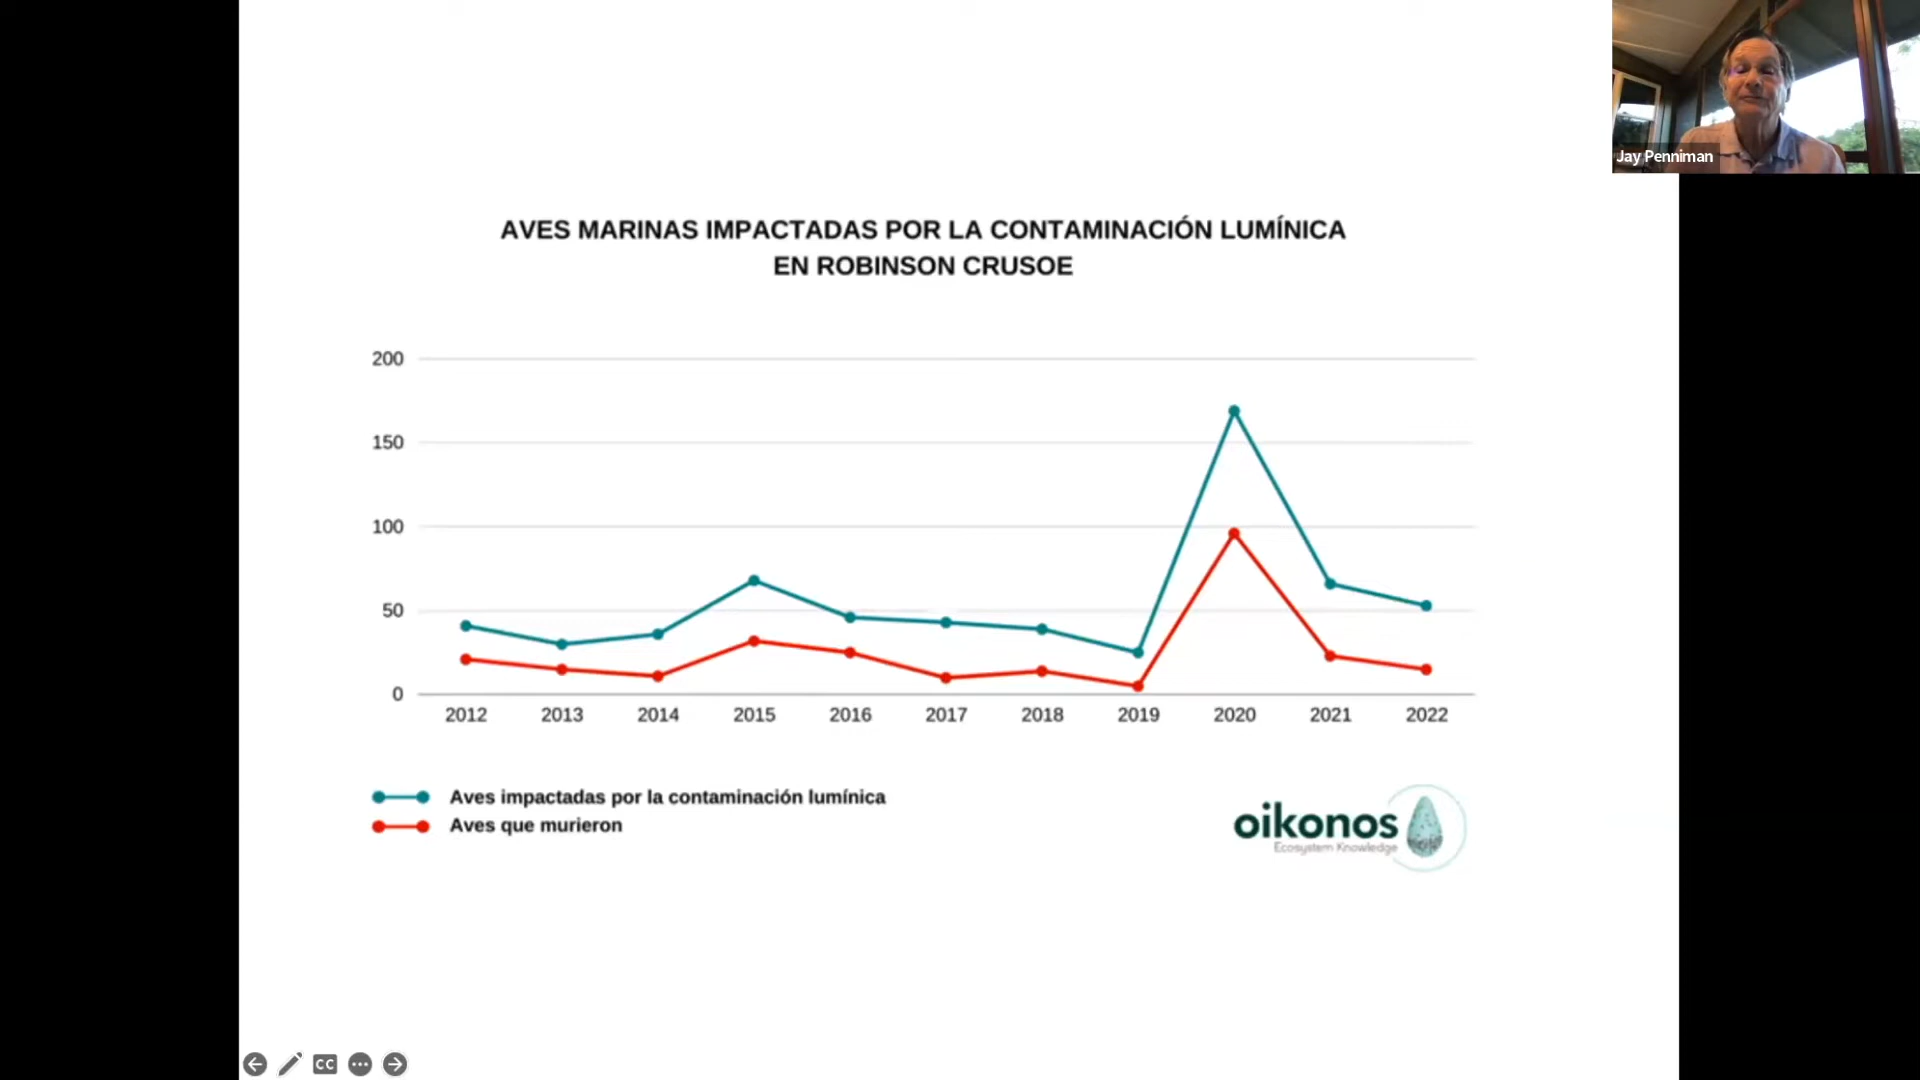 Jay Penniman
AVES MARINAS IMPACTADAS POR LA CONTAMINACIÓN LUMÍNICA
EN ROBINSON CRUSOE
200
150
100
50
0
2012 2013 2014 2015 2016 2017 2018 2019 2020 2021 2022
Aves impactadas por la contaminación lumínica
Aves que murieron
oikonos
Ecosystem Knowledge
CC